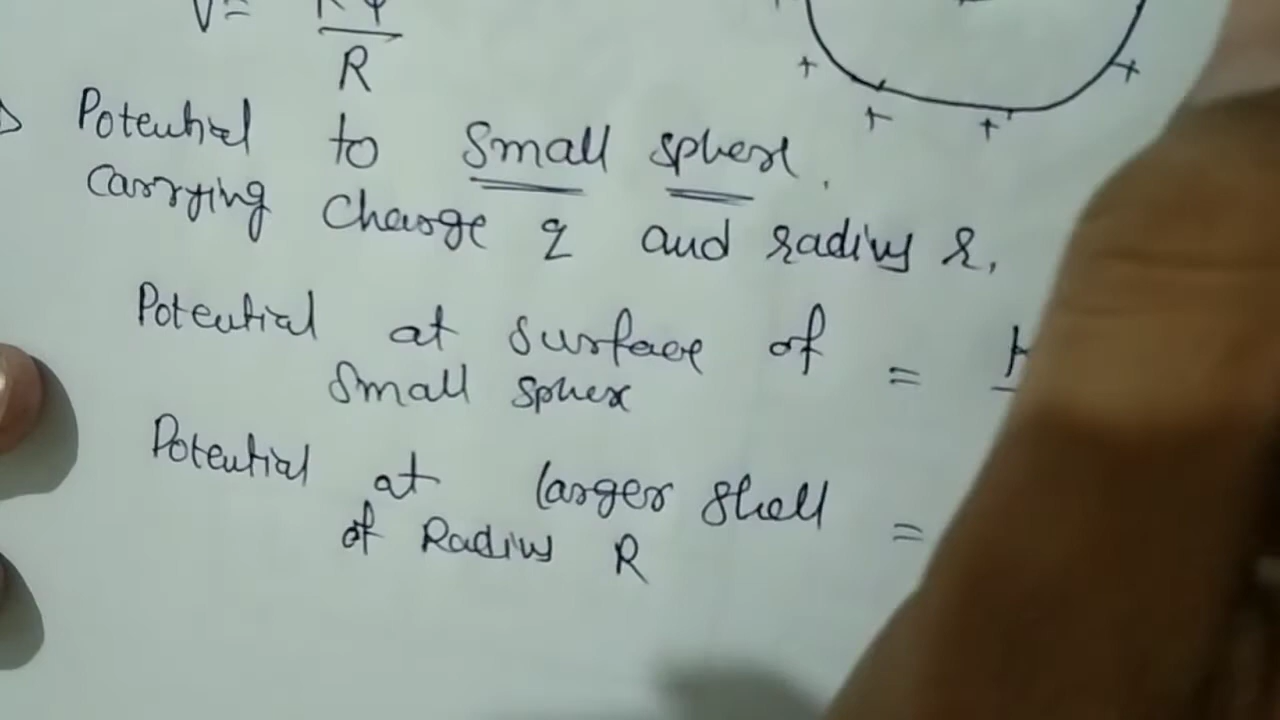 V =
R
Potential to small sphere.
Carrying Charge q and radius r,
Potential at surface of
small sphere =
Potential at larger shell
of Radius R =